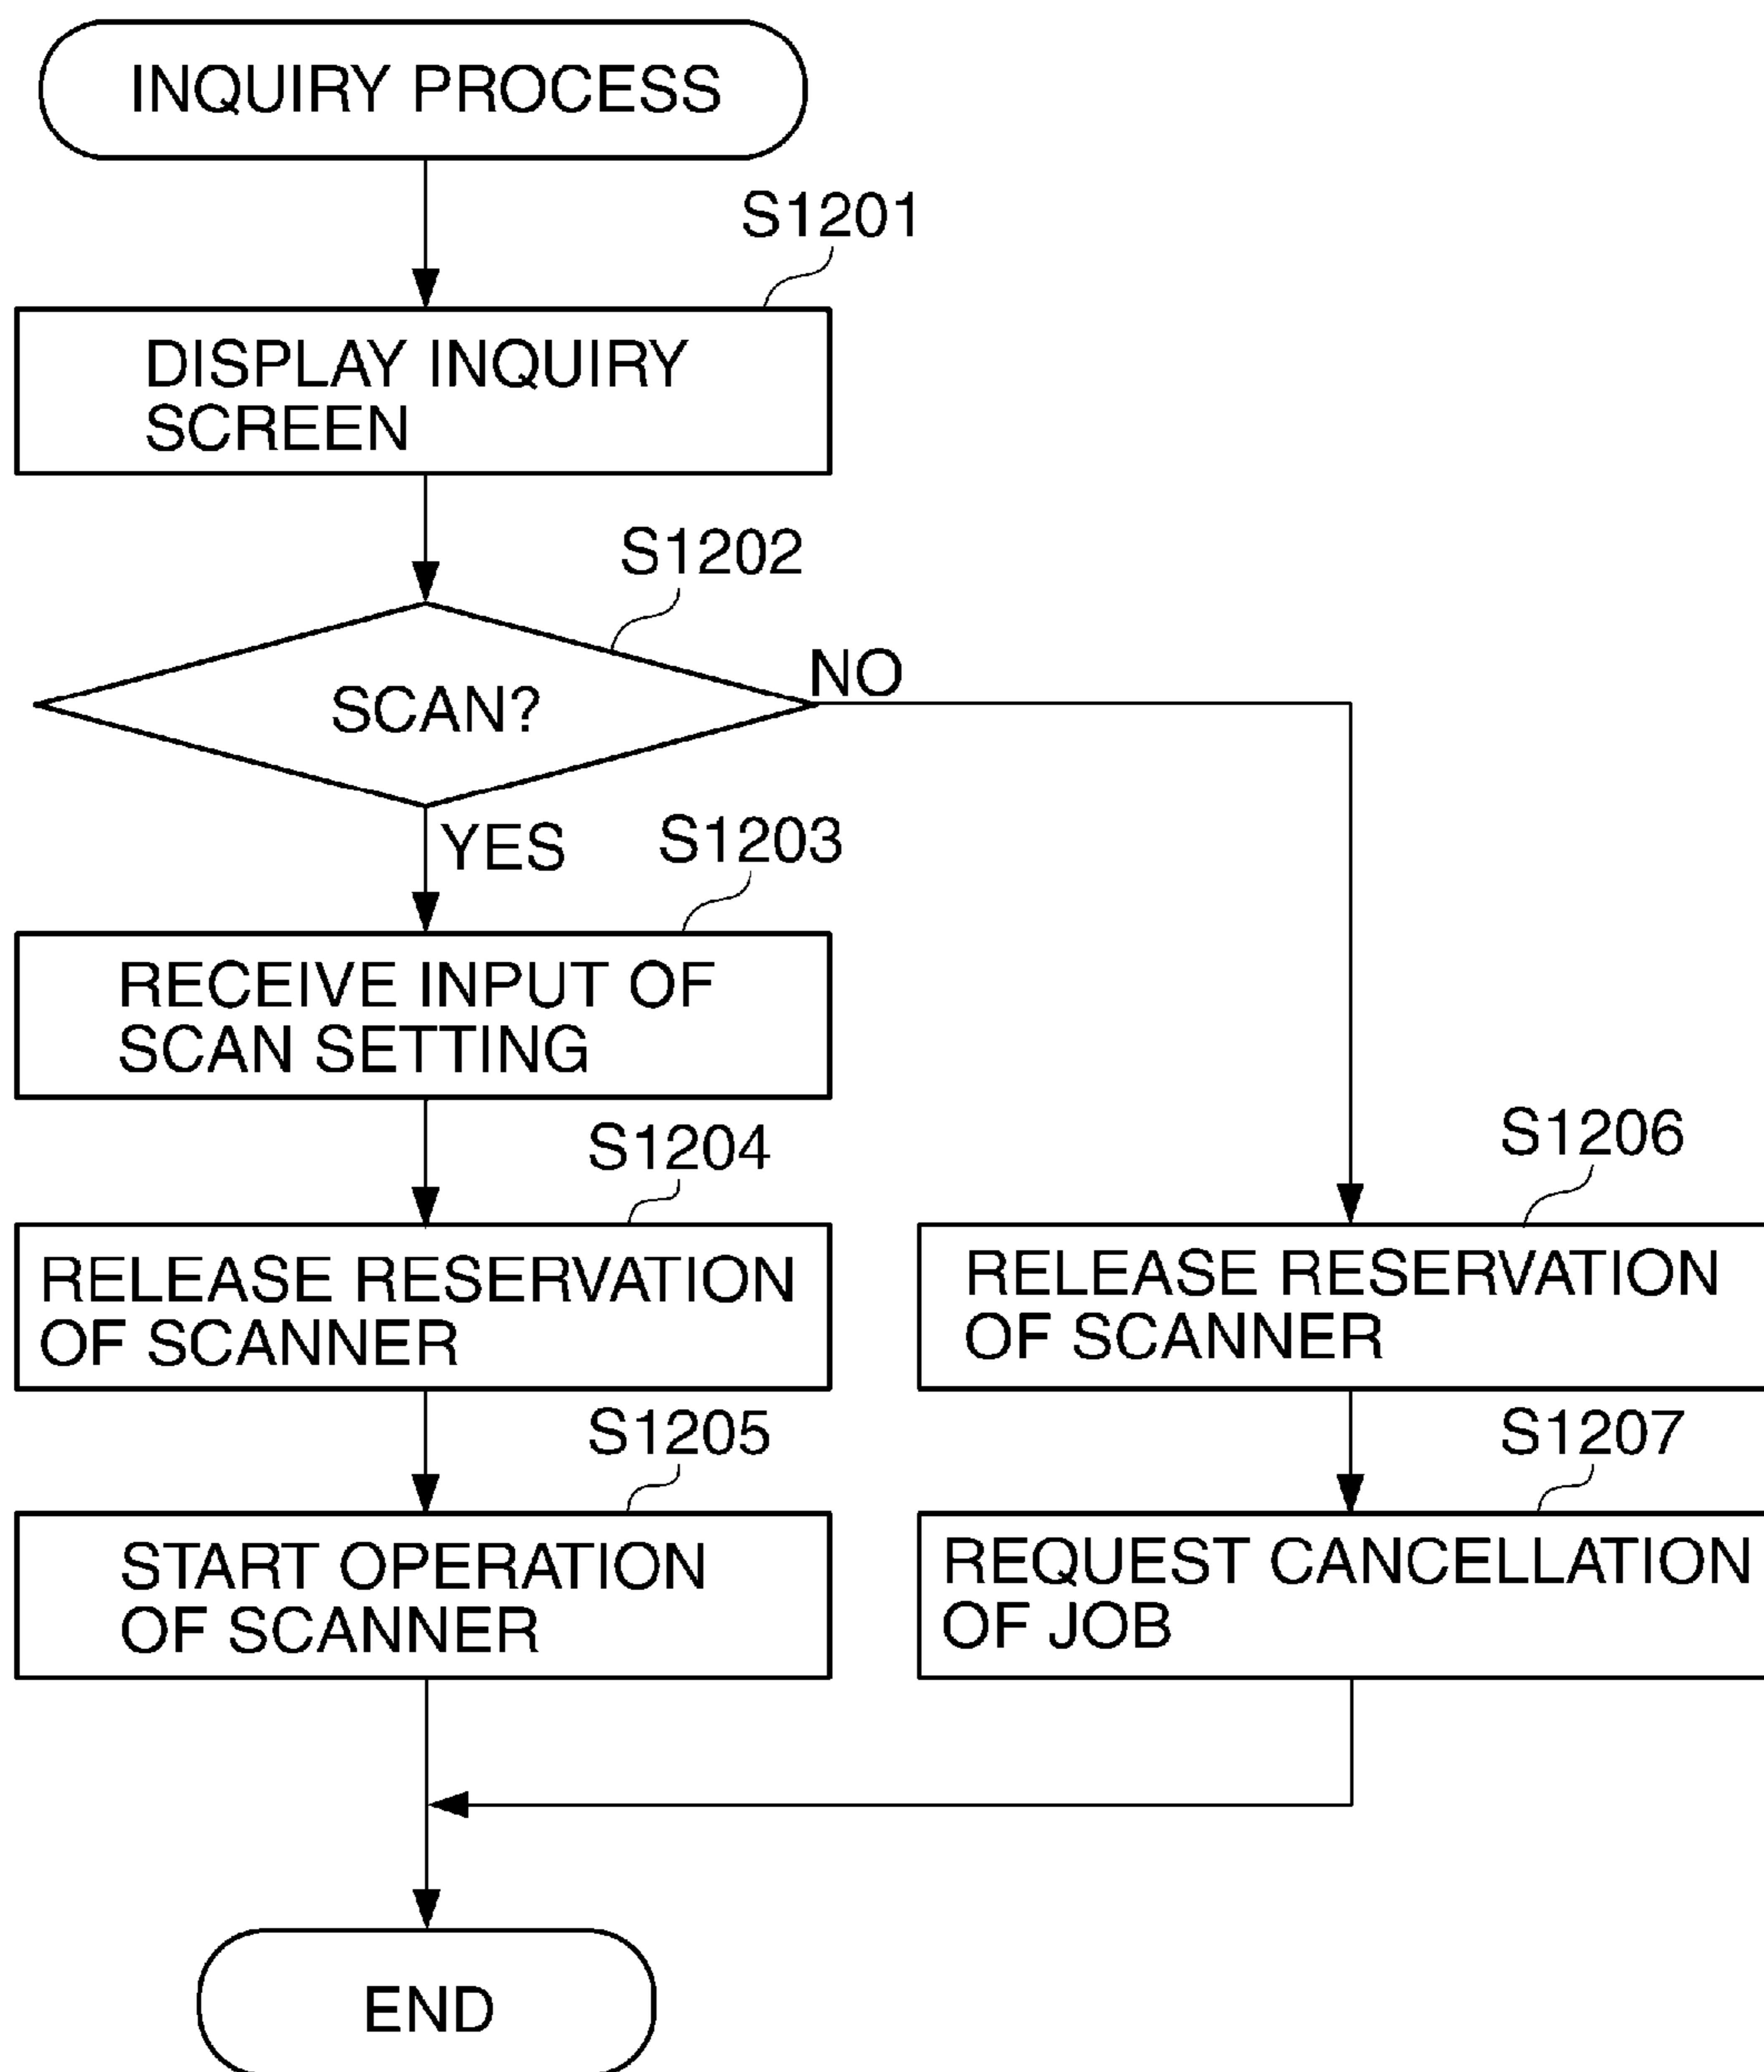 INQUIRY PROCESS
S1201
DISPLAY INQUIRY
SCREEN
S1202
SCAN?
NO
YES
S1203
RECEIVE INPUT OF
SCAN SETTING
S1204
RELEASE RESERVATION
OF SCANNER
S1205
START OPERATION
OF SCANNER
S1206
RELEASE RESERVATION
OF SCANNER
S1207
REQUEST CANCELLATION
OF JOB
END